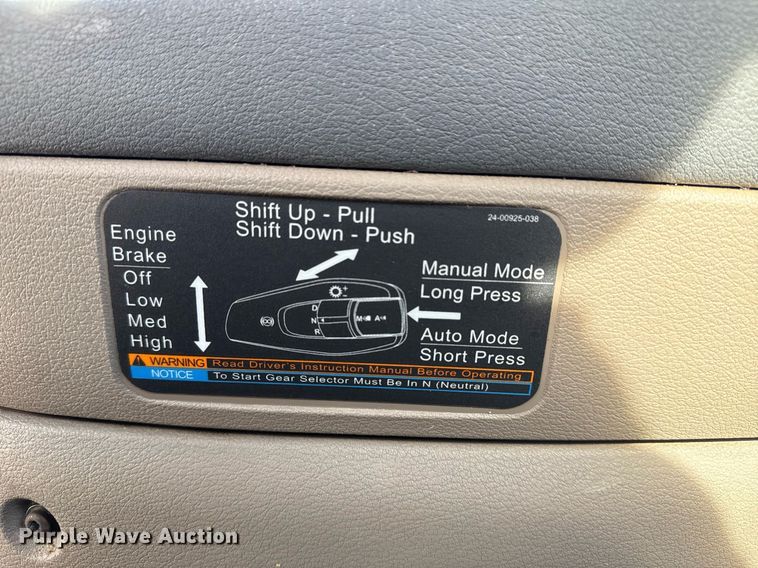 24-00925-038
Shift Up - Pull
Shift Down - Push
Engine
Brake
Off
Low
Med
High
D
N
R
+
-
M
A
Manual Mode
Long Press
Auto Mode
Short Press
WARNING Read Driver's Instruction Manual Before Operating
NOTICE To Start Gear Selector Must Be In N (Neutral)
Purple Wave Auction